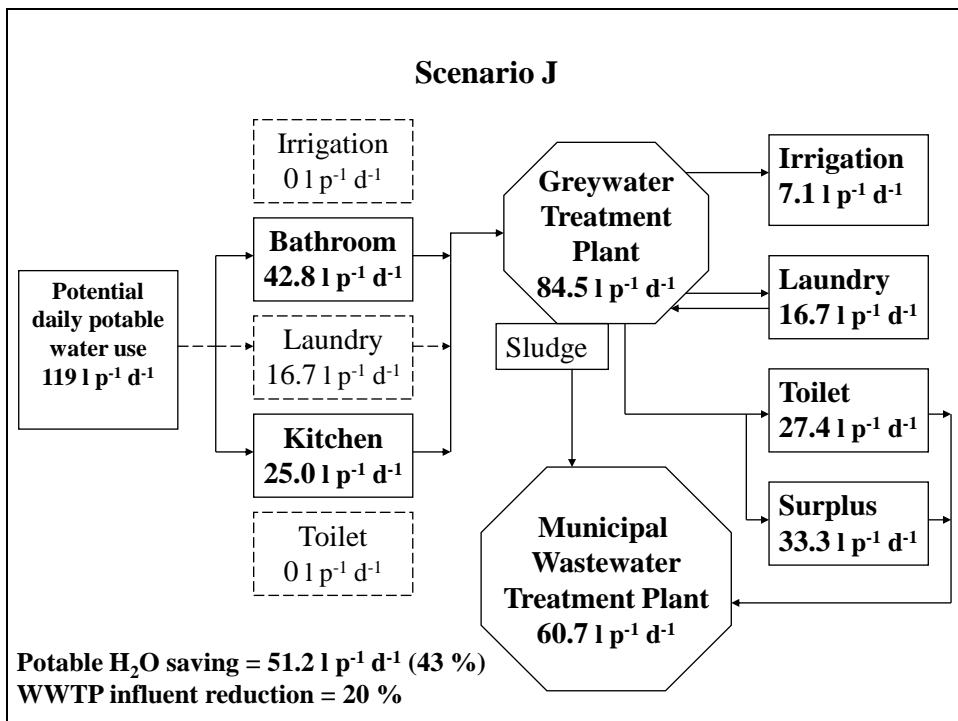 Scenario J
Potential
daily potable
water use
119 l p⁻¹ d⁻¹
Irrigation
0 l p⁻¹ d⁻¹
Bathroom
42.8 l p⁻¹ d⁻¹
Laundry
16.7 l p⁻¹ d⁻¹
Kitchen
25.0 l p⁻¹ d⁻¹
Toilet
0 l p⁻¹ d⁻¹
Greywater
Treatment
Plant
84.5 l p⁻¹ d⁻¹
Sludge
Municipal
Wastewater
Treatment Plant
60.7 l p⁻¹ d⁻¹
Irrigation
7.1 l p⁻¹ d⁻¹
Laundry
16.7 l p⁻¹ d⁻¹
Toilet
27.4 l p⁻¹ d⁻¹
Surplus
33.3 l p⁻¹ d⁻¹
Potable H₂O saving = 51.2 l p⁻¹ d⁻¹ (43 %)
WWTP influent reduction = 20 %